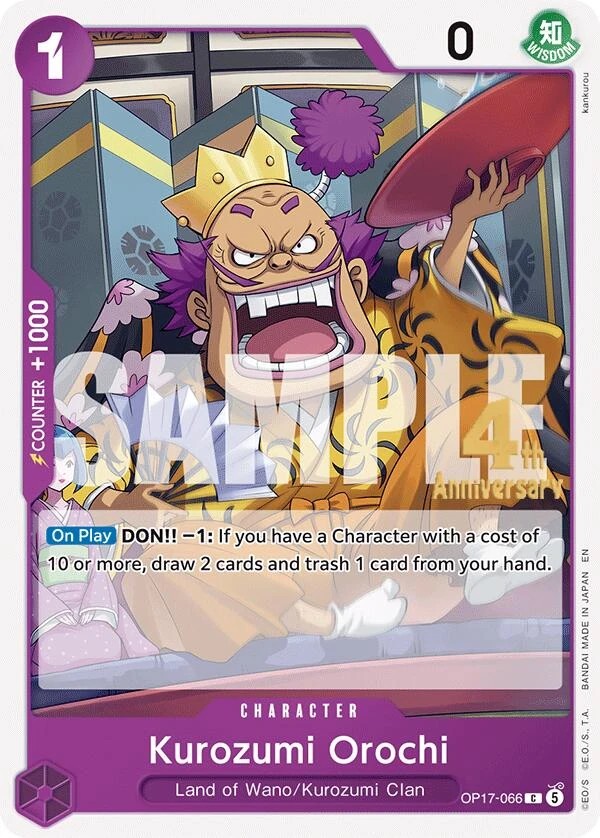 1
0
知
WISDOM
kankurou
COUNTER +1000
SAMPLE
4th
Anniversary
On Play DON!! −1: If you have a Character with a cost of
10 or more, draw 2 cards and trash 1 card from your hand.
CHARACTER
Kurozumi Orochi
Land of Wano/Kurozumi Clan
OP17-066 C 5
©E.O/S ©E.O./S., T.A. BANDAI MADE IN JAPAN EN